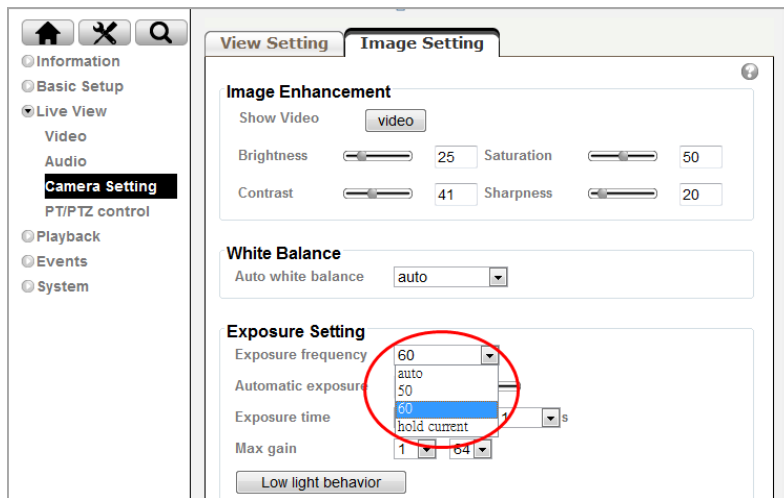 View Setting Image Setting
Information
Basic Setup
Live View
Video
Audio
Camera Setting
PT/PTZ control
Playback
Events
System
Image Enhancement
Show Video video
Brightness 25 Saturation 50
Contrast 41 Sharpness 20
White Balance
Auto white balance auto
Exposure Setting
Exposure frequency 60
auto
Automatic exposure 50
60
Exposure time 1 s
hold current
Max gain 1 64
Low light behavior